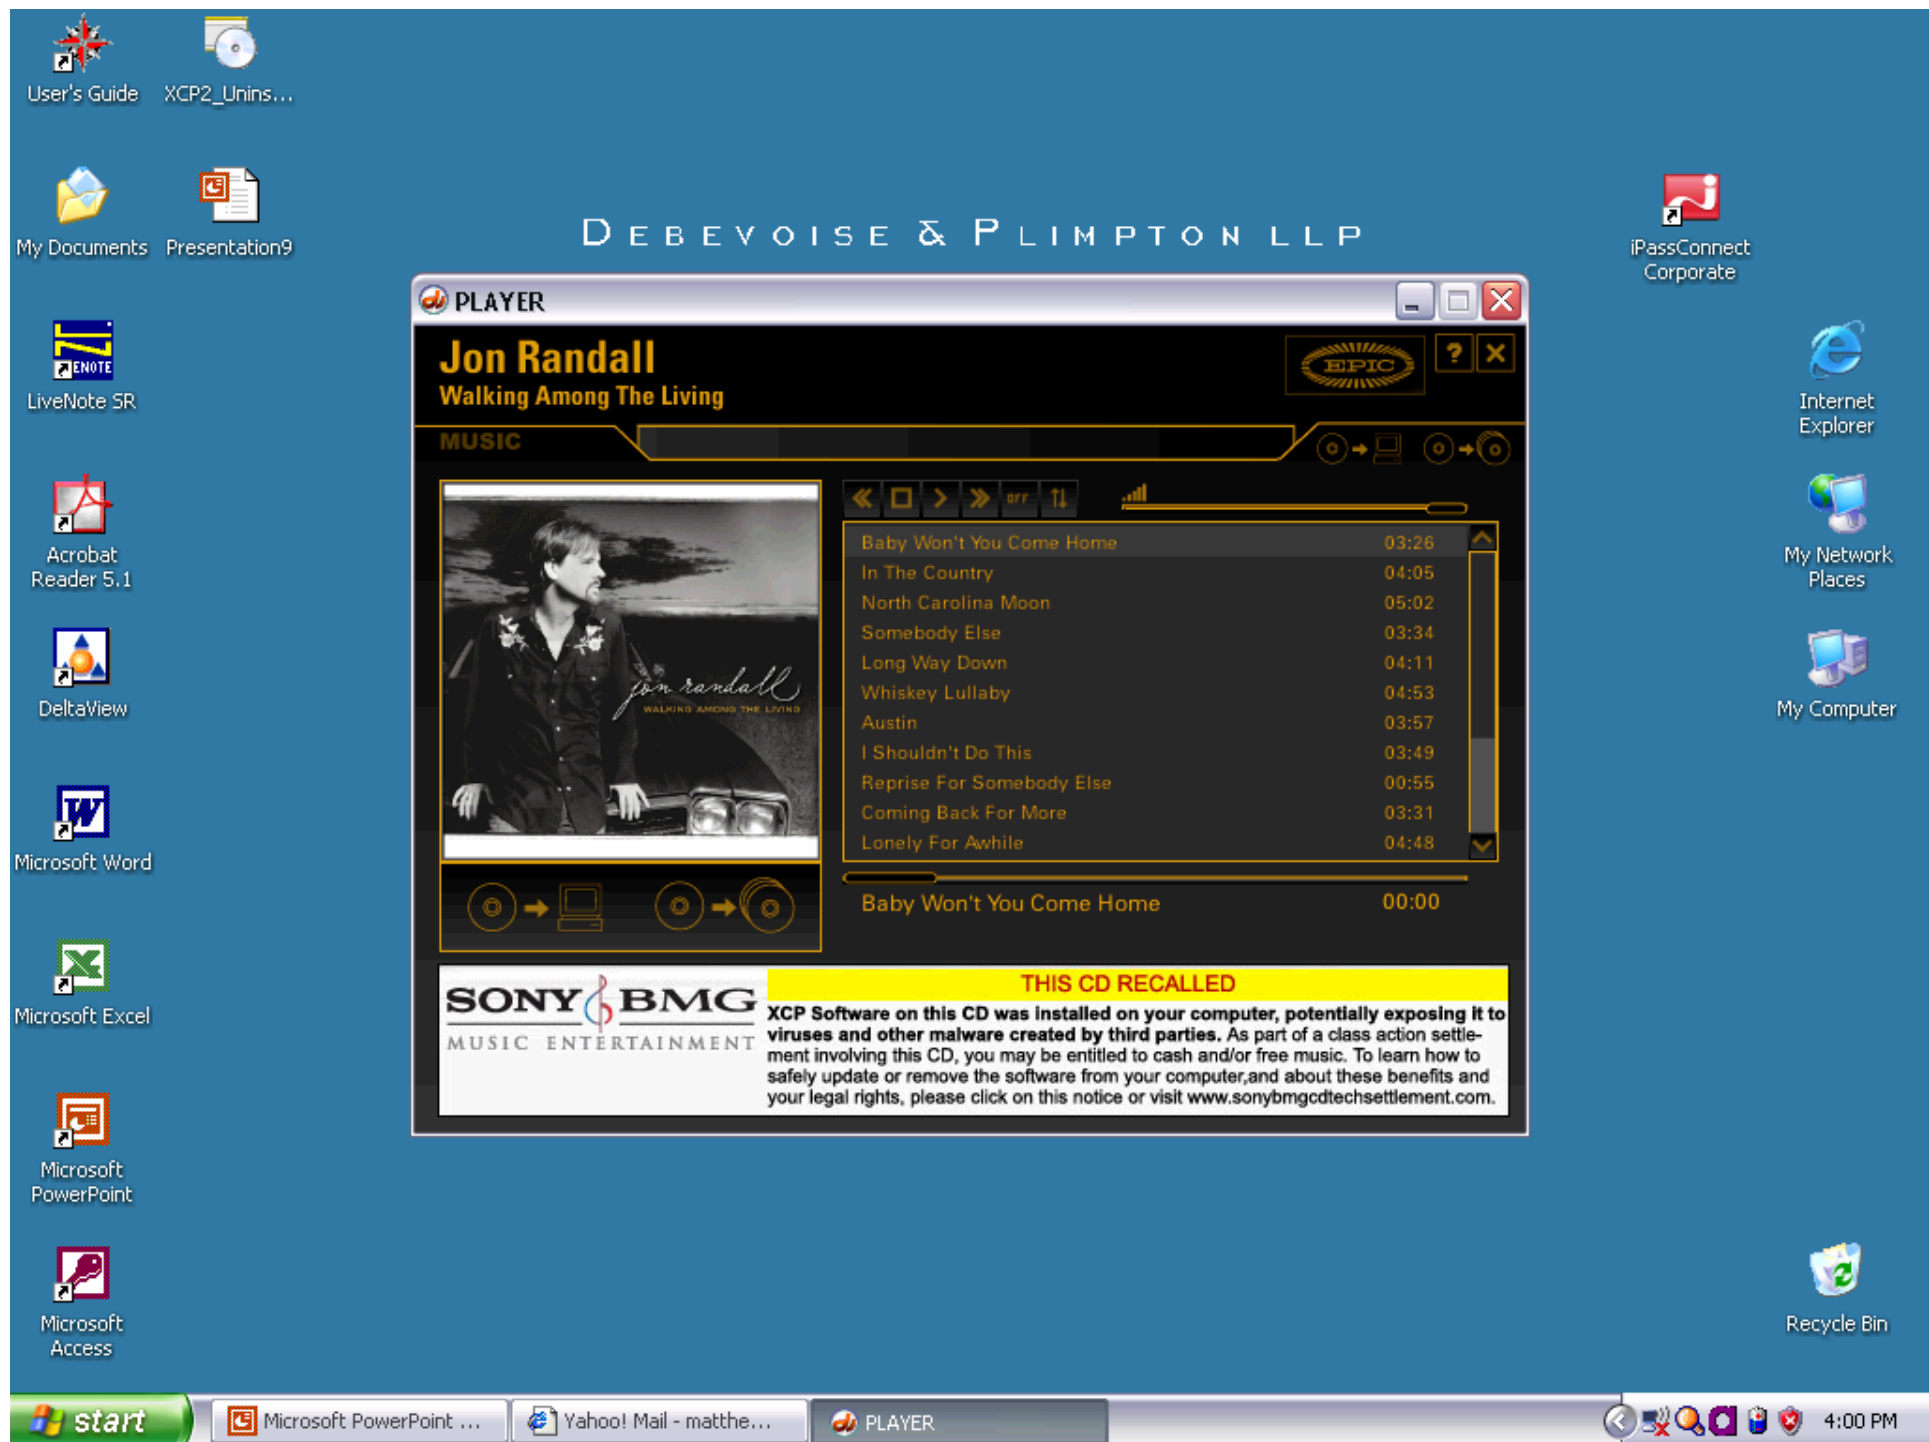 User's Guide
XCP2_Unins...
My Documents
Presentation9
DEBEVOISE & PLIMPTON LLP
iPassConnect
Corporate
PLAYER
Jon Randall
Walking Among The Living
EPIC
?
MUSIC
LIVENOTE SR
Internet
Explorer
OFF
Baby Won't You Come Home 03:26
In The Country 04:05
North Carolina Moon 05:02
Somebody Else 03:34
Long Way Down 04:11
Whiskey Lullaby 04:53
Austin 03:57
I Shouldn't Do This 03:49
Reprise For Somebody Else 00:55
Coming Back For More 03:31
Lonely For Awhile 04:48
jon randall
WALKING AMONG THE LIVING
Baby Won't You Come Home 00:00
Acrobat
Reader 5.1
My Network
Places
DeltaView
My Computer
Microsoft Word
Microsoft Excel
SONY BMG
MUSIC ENTERTAINMENT
THIS CD RECALLED
XCP Software on this CD was installed on your computer, potentially exposing it to
viruses and other malware created by third parties. As part of a class action settle-
ment involving this CD, you may be entitled to cash and/or free music. To learn how to
safely update or remove the software from your computer,and about these benefits and
your legal rights, please click on this notice or visit www.sonybmgcdtechsettlement.com.
Microsoft
PowerPoint
Microsoft
Access
Recycle Bin
start
Microsoft PowerPoint ...
Yahoo! Mail - matthe...
PLAYER
4:00 PM